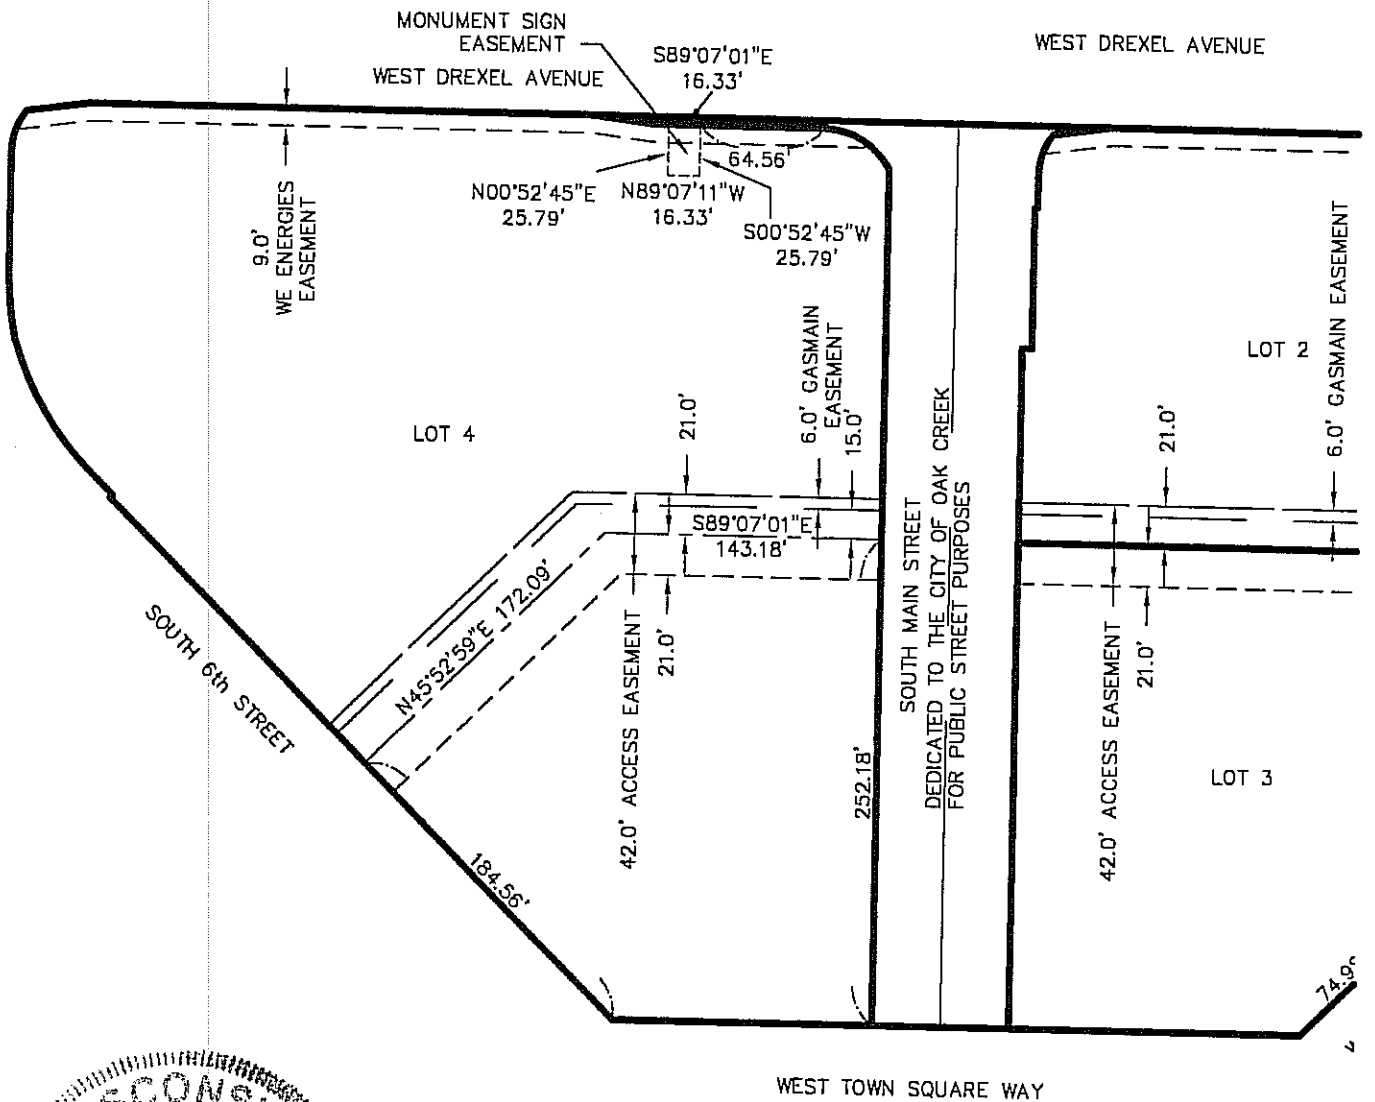 MONUMENT SIGN
EASEMENT
WEST DREXEL AVENUE
S89°07'01"E
16.33'
WEST DREXEL AVENUE
64.56'
N00°52'45"E
25.79'
N89°07'11"W
16.33'
S00°52'45"W
25.79'
9.0'
WE ENERGIES
EASEMENT
LOT 4
21.0'
6.0' GASMAIN
EASEMENT
15.0'
LOT 2
21.0'
6.0' GASMAIN EASEMENT
S89°07'01"E
143.18'
N45°52'59"E 172.09'
42.0' ACCESS EASEMENT
21.0'
SOUTH MAIN STREET
DEDICATED TO THE CITY OF OAK CREEK
FOR PUBLIC STREET PURPOSES
252.18'
42.0' ACCESS EASEMENT
21.0'
SOUTH 6th STREET
184.56'
LOT 3
WEST TOWN SQUARE WAY